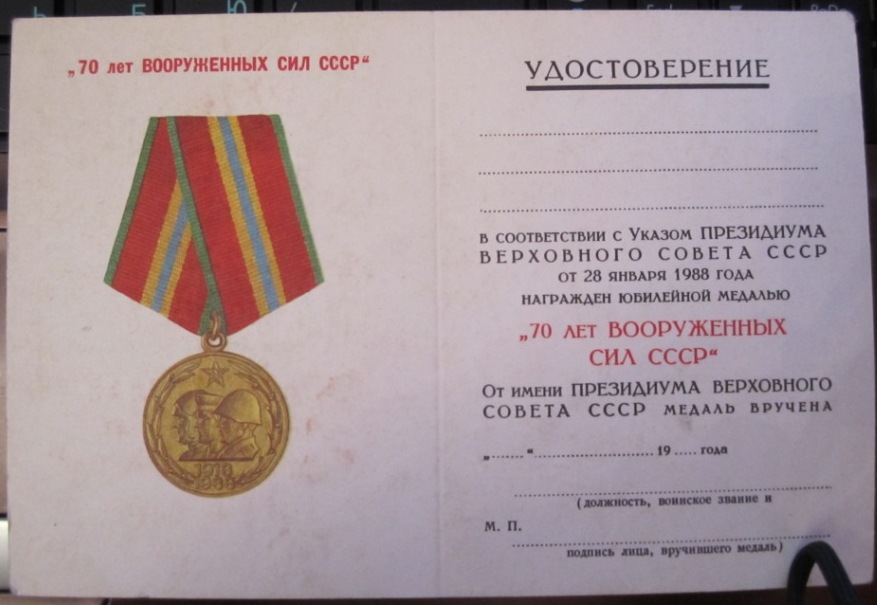 „70 лет ВООРУЖЕННЫХ СИЛ СССР“
1918
1988
УДОСТОВЕРЕНИЕ
В СООТВЕТСТВИИ С УКАЗОМ ПРЕЗИДИУМА
ВЕРХОВНОГО СОВЕТА СССР
ОТ 28 ЯНВАРЯ 1988 ГОДА
НАГРАЖДЕН ЮБИЛЕЙНОЙ МЕДАЛЬЮ
„70 ЛЕТ ВООРУЖЕННЫХ
СИЛ СССР“
ОТ ИМЕНИ ПРЕЗИДИУМА ВЕРХОВНОГО
СОВЕТА СССР МЕДАЛЬ ВРУЧЕНА
„.......“ .......................... 19 ..... года
(должность, воинское звание и
М. П.
подпись лица, вручившего медаль)